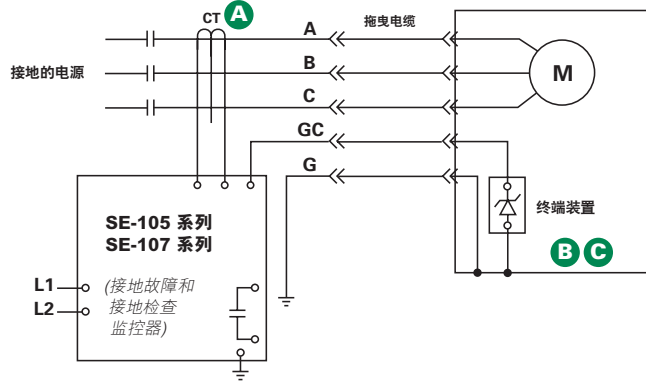 CT A
A
拖曳电缆
接地的电源
B
M
C
GC
G
SE-105 系列
SE-107 系列
终端装置
B C
L1
(接地故障和
L2
接地检查
监控器)